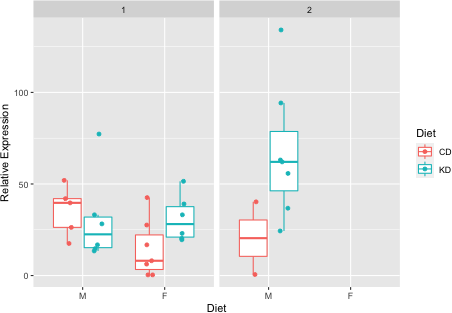 1 2
Relative Expression
100
50
0
M F M F
Diet
Diet
CD
KD